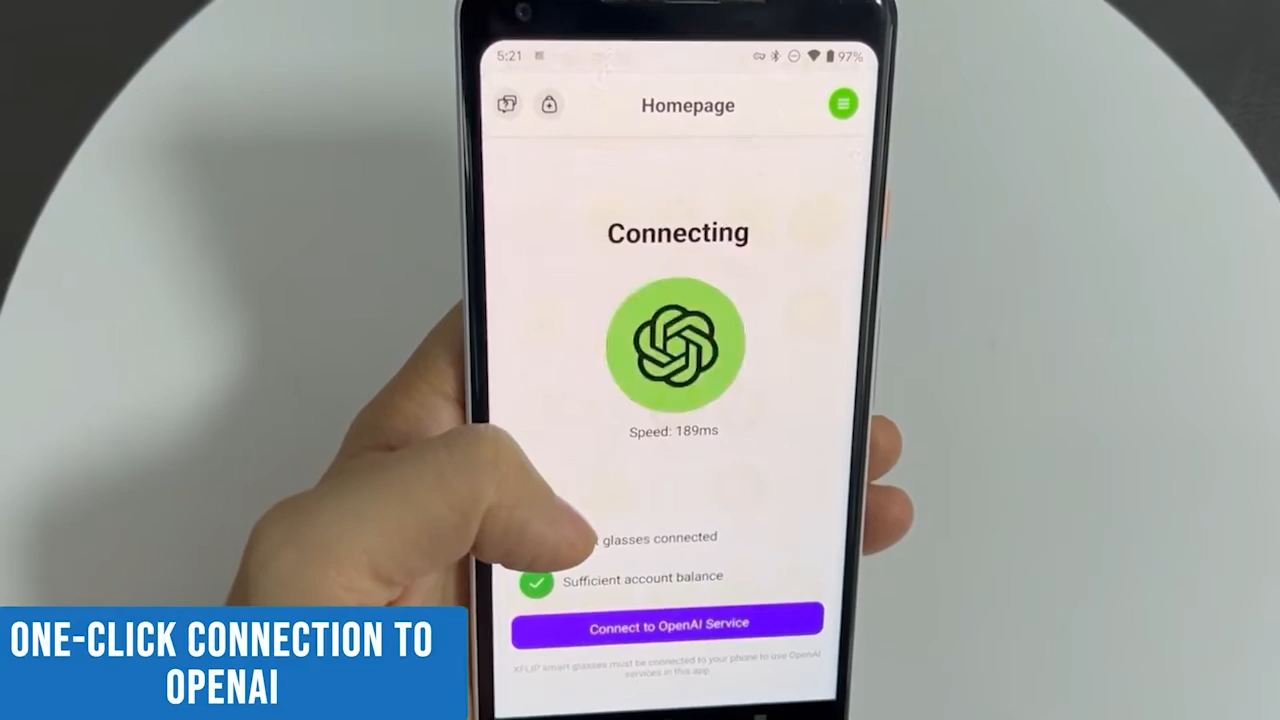 5:21
97%
Homepage
Connecting
Speed: 189ms
glasses connected
Sufficient account balance
Connect to OpenAI Service
XFLIP smart glasses must be connected to your phone to use OpenAI
services in this app.
ONE-CLICK CONNECTION TO
OPENAI